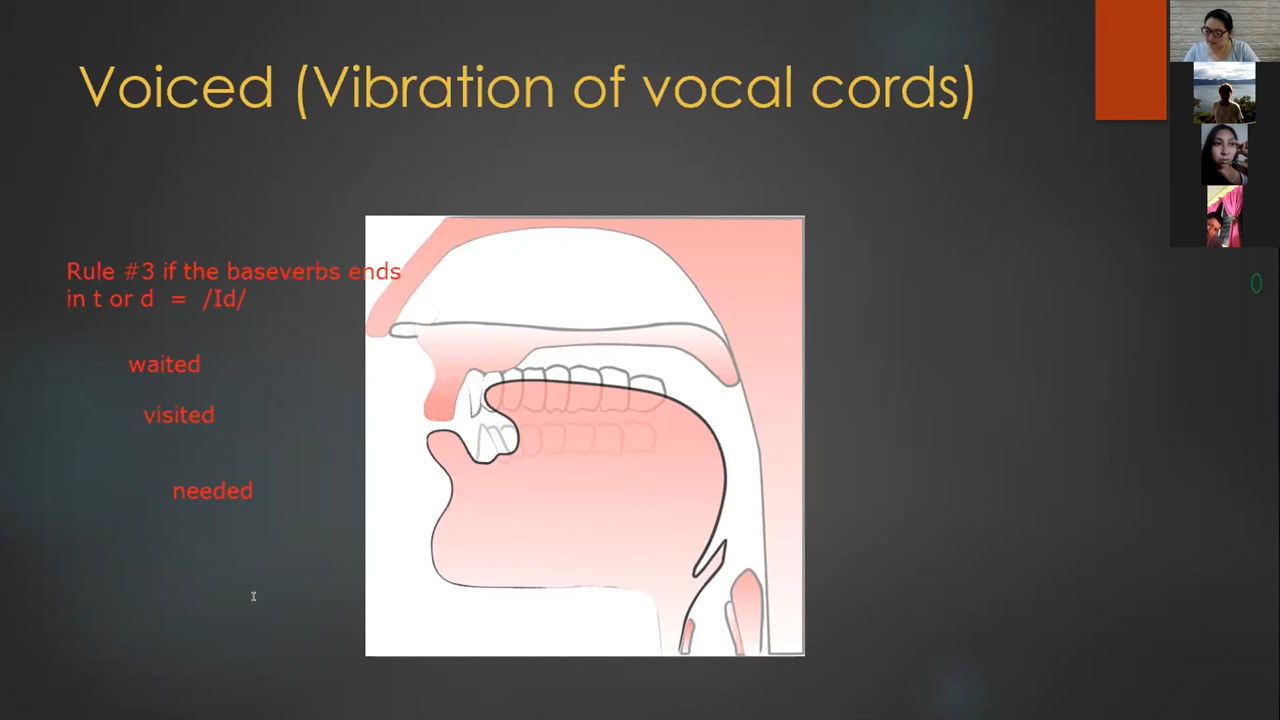 Voiced (Vibration of vocal cords)
Rule #3 if the baseverbs ends
in t or d = /Id/
waited
visited
needed